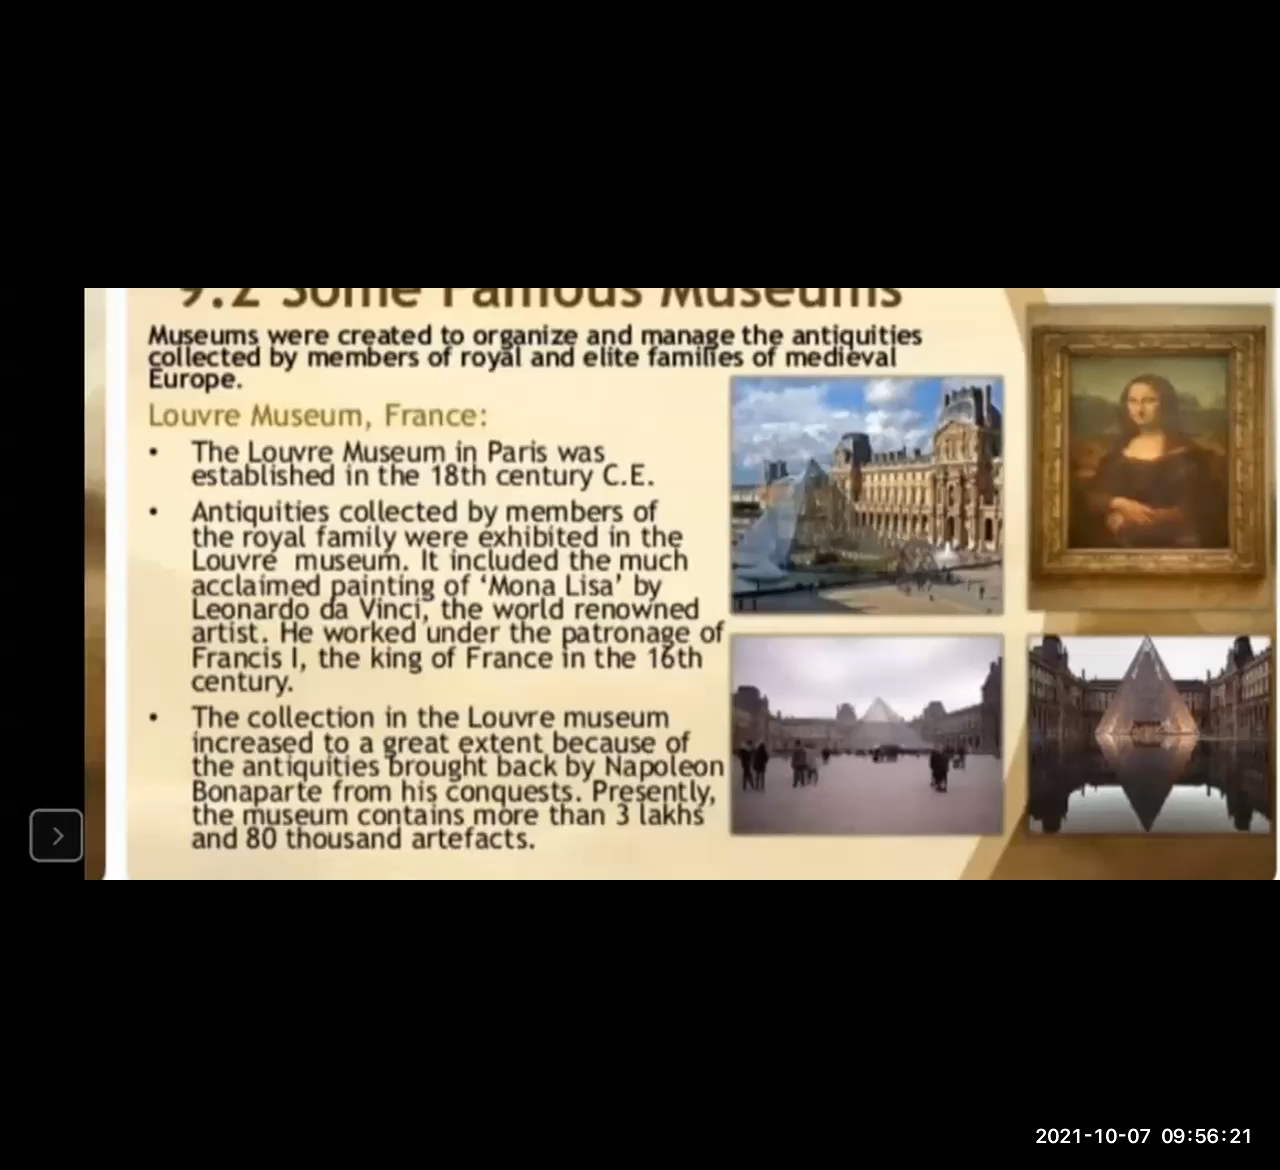 9.2 Some Famous Museums
Museums were created to organize and manage the antiquities
collected by members of royal and elite families of medieval
Europe.
Louvre Museum, France:
• The Louvre Museum in Paris was
established in the 18th century C.E.
• Antiquities collected by members of
the royal family were exhibited in the
Louvre museum. It included the much
acclaimed painting of ‘Mona Lisa’ by
Leonardo da Vinci, the world renowned
artist. He worked under the patronage of
Francis I, the king of France in the 16th
century.
• The collection in the Louvre museum
increased to a great extent because of
the antiquities brought back by Napoleon
Bonaparte from his conquests. Presently,
the museum contains more than 3 lakhs
and 80 thousand artefacts.
2021-10-07 09:56:21